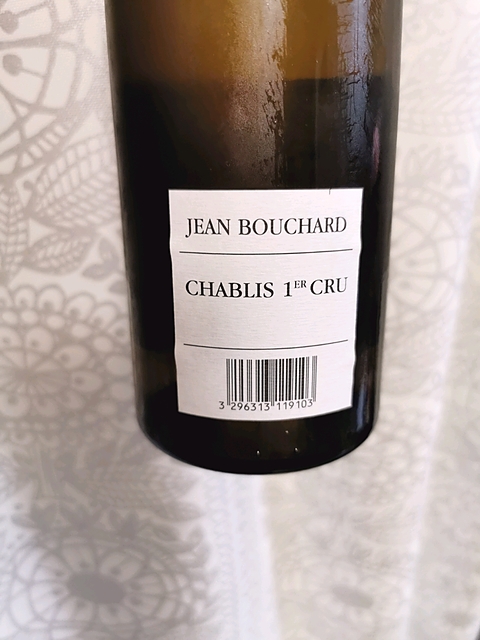 JEAN BOUCHARD
CHABLIS 1ER CRU
3 296313 119103